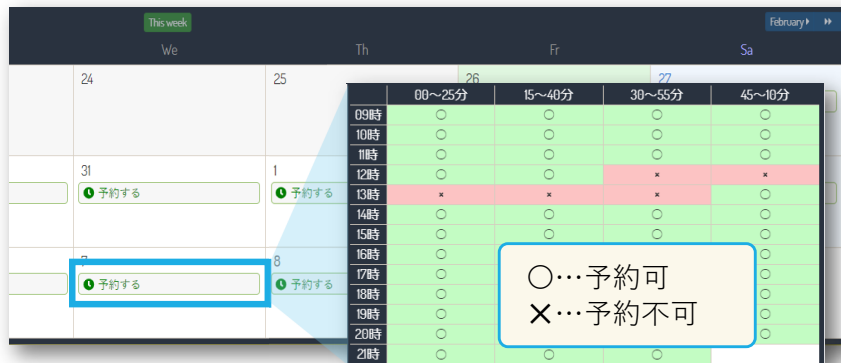 This week
February
We Th Fr Sa
24 25 26 27
31 1
予約する 予約する
7 8
予約する 予約する
00〜25分 15〜40分 30〜55分 45〜10分
09時 ○ ○ ○ ○
10時 ○ ○ ○ ○
11時 ○ ○ ○ ○
12時 ○ ○ × ×
13時 × × × ○
14時 ○ ○ ○ ○
15時 ○ ○ ○ ○
16時 ○ ○
17時 ○ ○
18時 ○ ○
19時 ○ ○
20時 ○ ○
21時 ○ ○ ○
○…予約可
×…予約不可